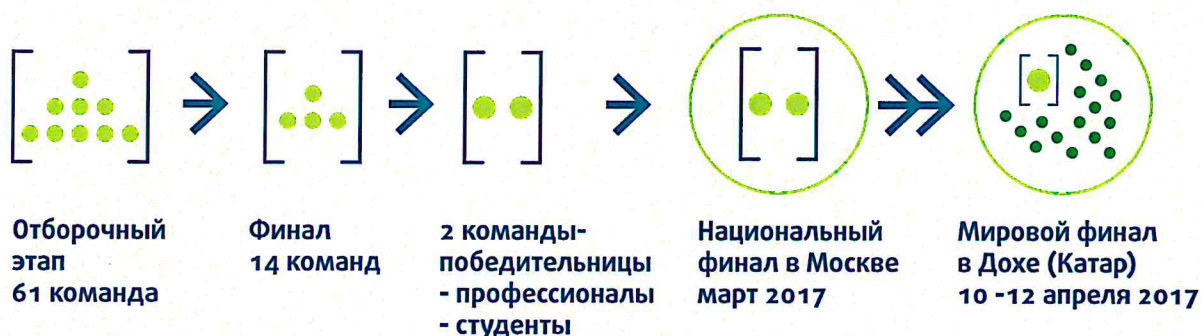 Отборочный
этап
61 команда
Финал
14 команд
2 команды-
победительницы
- профессионалы
- студенты
Национальный
финал в Москве
март 2017
Мировой финал
в Дохе (Катар)
10 -12 апреля 2017